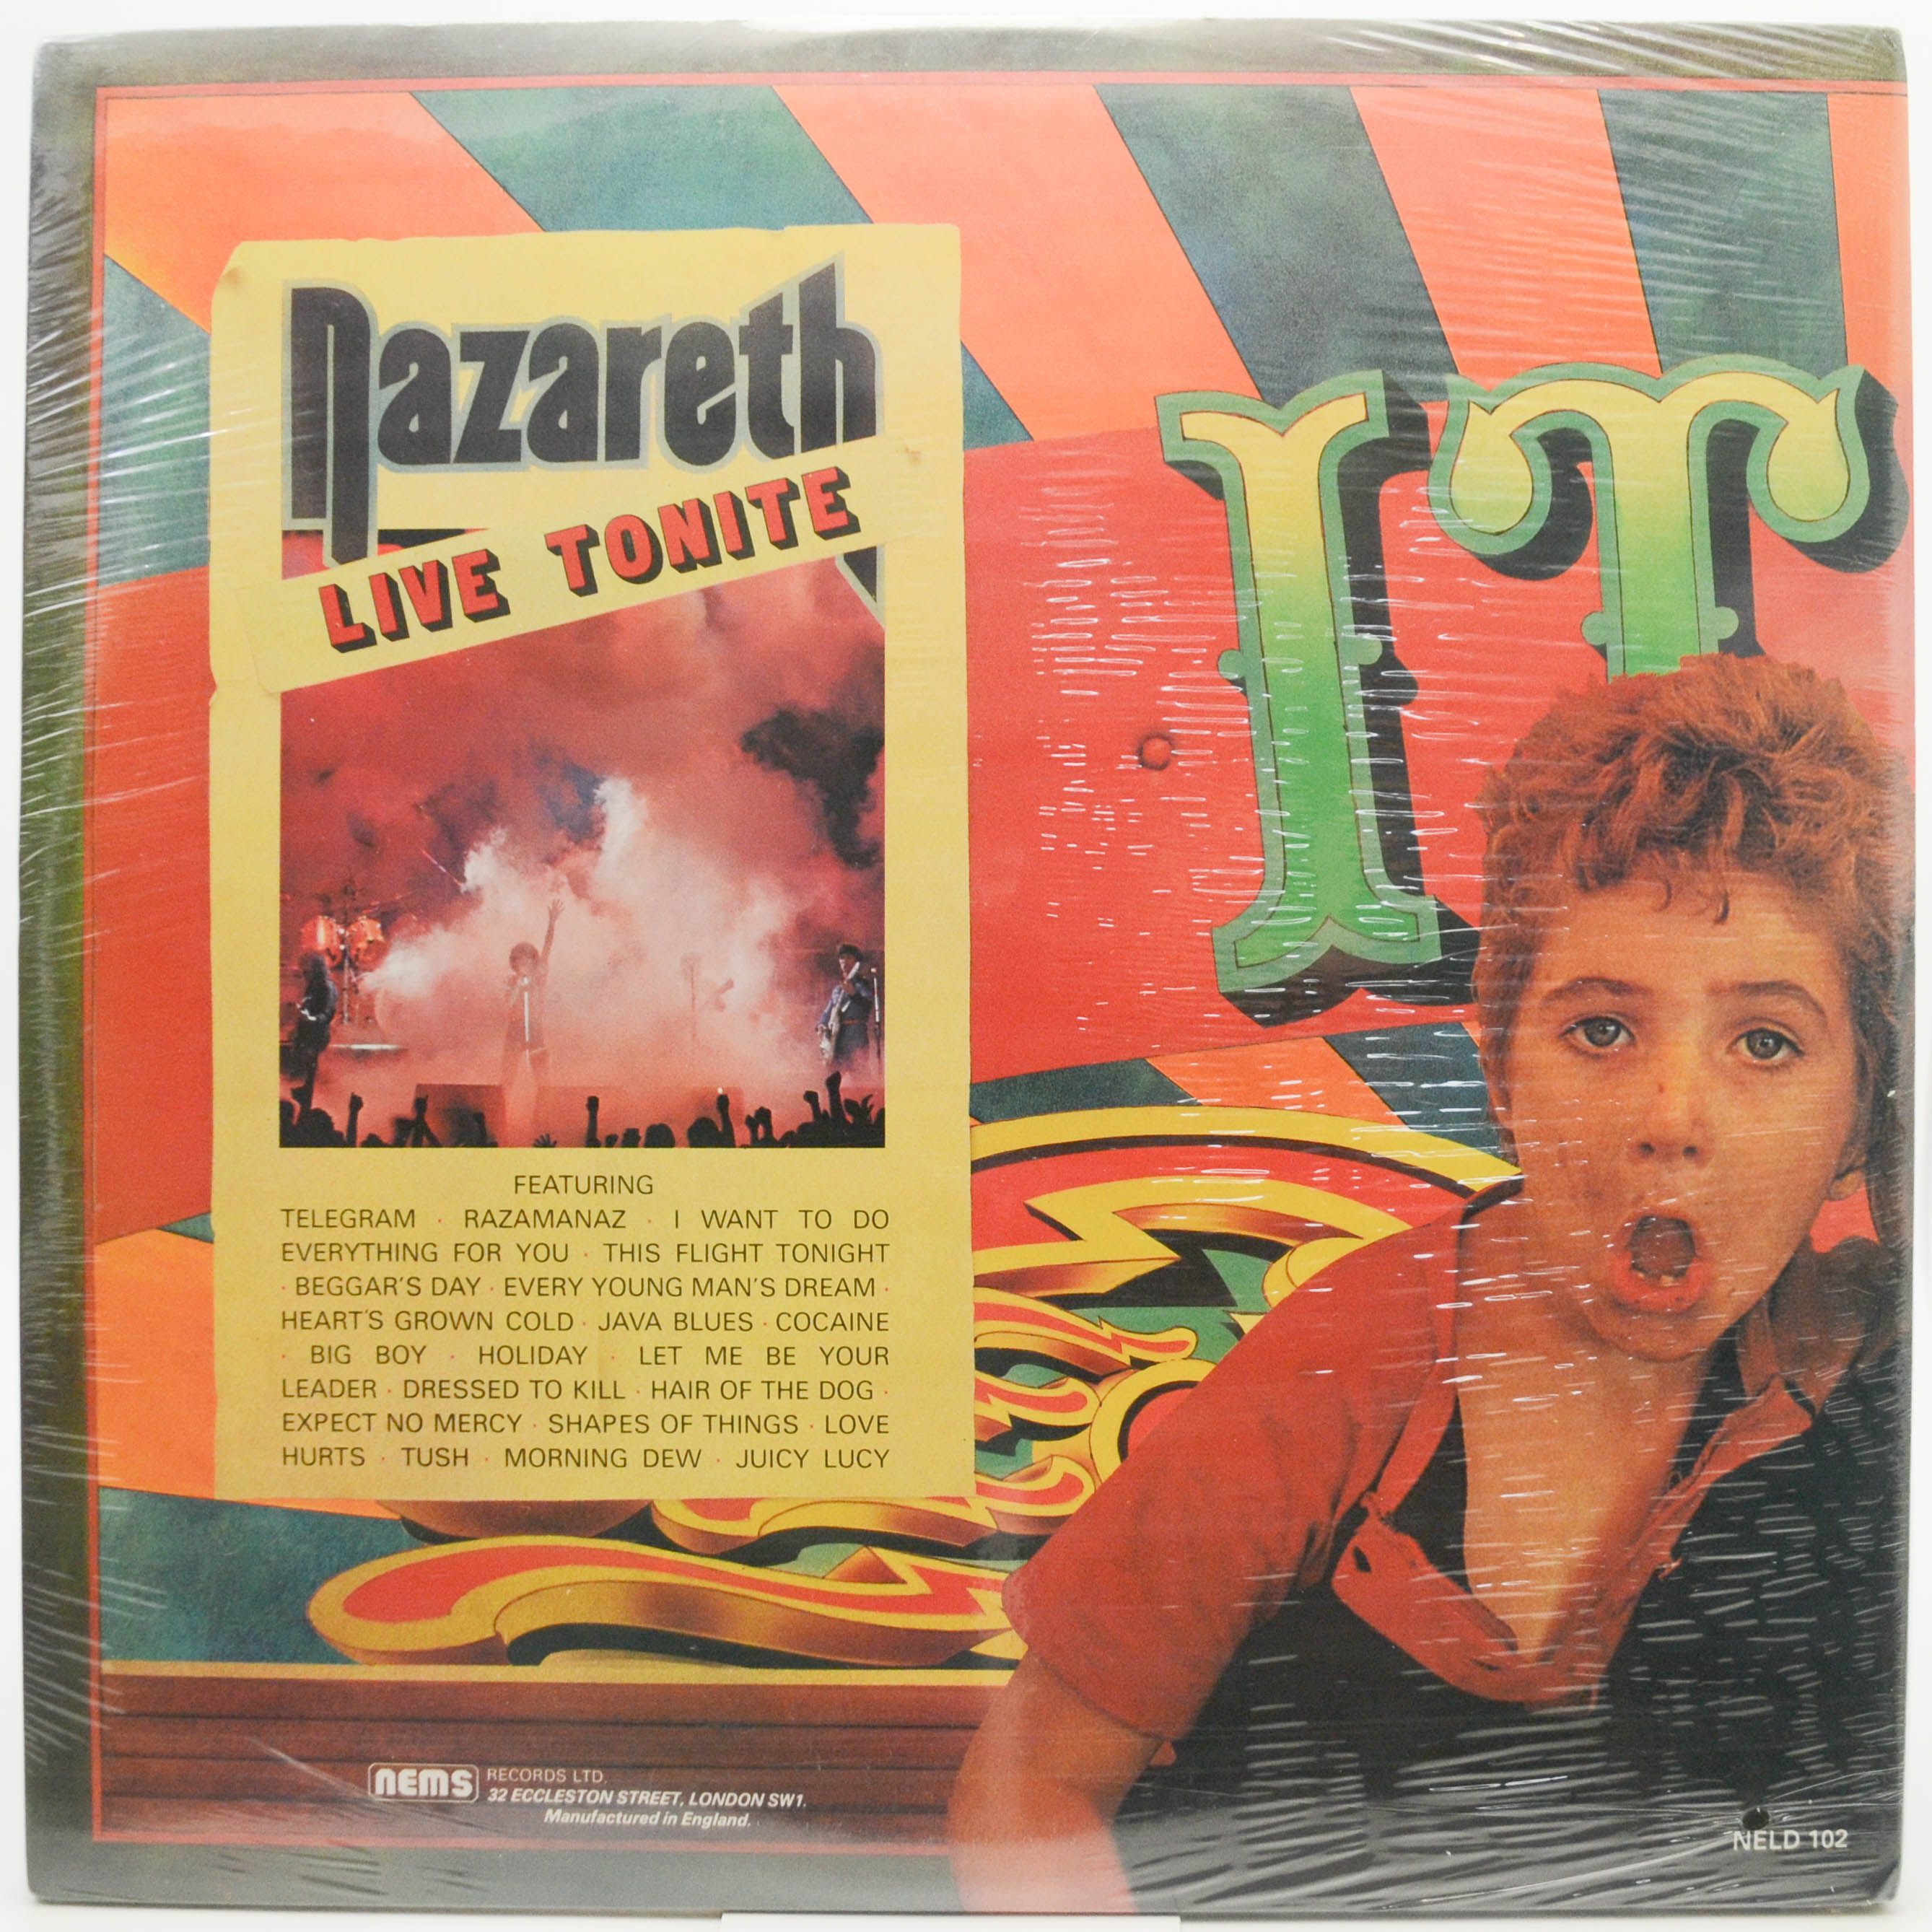 nazareth
LIVE TONITE
IT
FEATURING
TELEGRAM · RAZAMANAZ · I WANT TO DO
EVERYTHING FOR YOU · THIS FLIGHT TONIGHT
· BEGGAR'S DAY · EVERY YOUNG MAN'S DREAM ·
HEART'S GROWN COLD · JAVA BLUES · COCAINE
· BIG BOY · HOLIDAY · LET ME BE YOUR
LEADER · DRESSED TO KILL · HAIR OF THE DOG ·
EXPECT NO MERCY · SHAPES OF THINGS · LOVE
HURTS · TUSH · MORNING DEW · JUICY LUCY
nems RECORDS LTD.
32 ECCLESTON STREET, LONDON SW1.
Manufactured in England.
NELD 102